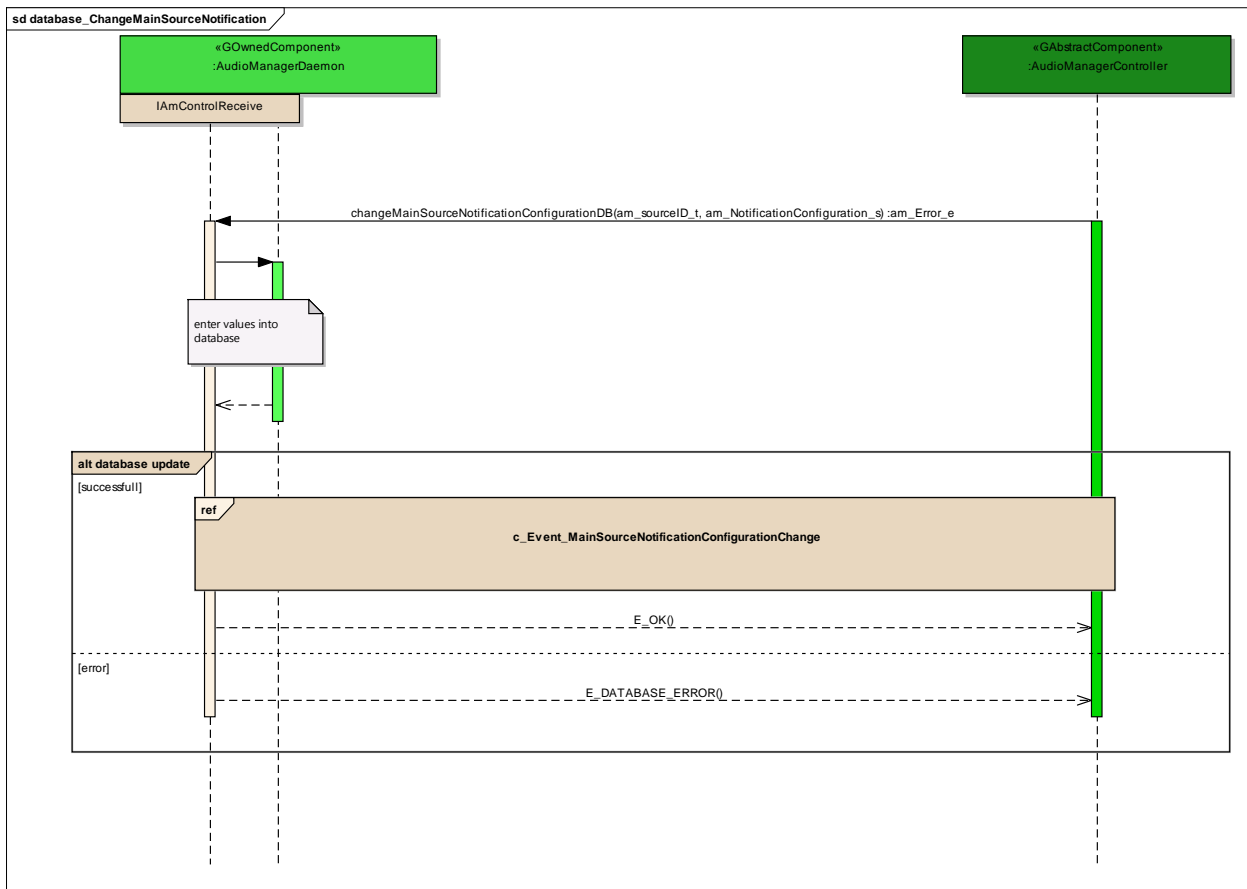 sd database_ChangeMainSourceNotification
«GOwnedComponent»
:AudioManagerDaemon
«GAbstractComponent»
:AudioManagerController
IAmControlReceive
changeMainSourceNotificationConfigurationDB(am_sourceID_t, am_NotificationConfiguration_s) :am_Error_e
enter values into
database
alt database update
[successfull]
ref
c_Event_MainSourceNotificationConfigurationChange
E_OK()
[error]
E_DATABASE_ERROR()